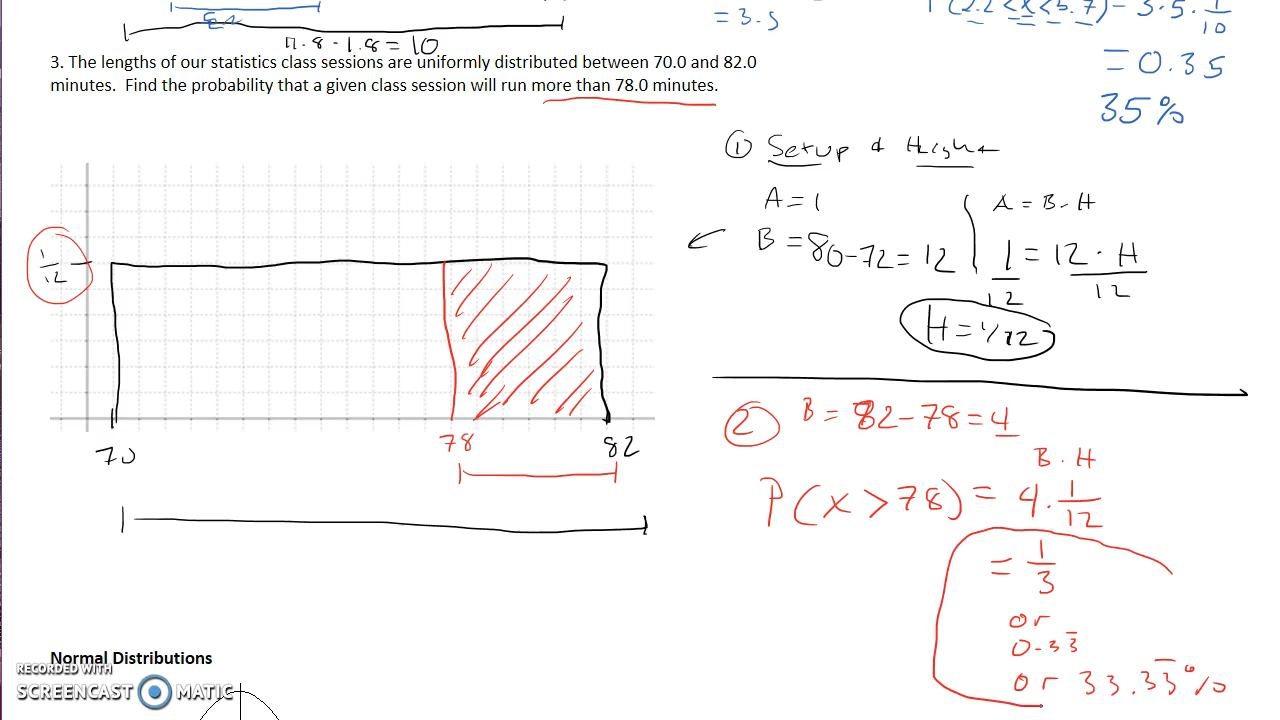 = 3.5
P(2.2 < x < 5.7) = 3.5 · 1/10
11.8 - 1.8 = 10
= 0.35
35%
3. The lengths of our statistics class sessions are uniformly distributed between 70.0 and 82.0
minutes. Find the probability that a given class session will run more than 78.0 minutes.
① Setup & Height
A = 1
B = 80-72 = 12
A = B · H
1 = 12 · H
12 12
H = 1/12
1/12
70
78
82
② B = 82-78 = 4
B · H
P(x > 78) = 4 · 1/12
= 1/3
or
0.33̅
or 33.33̅%
Normal Distributions
RECORDED WITH
SCREENCAST MATIC